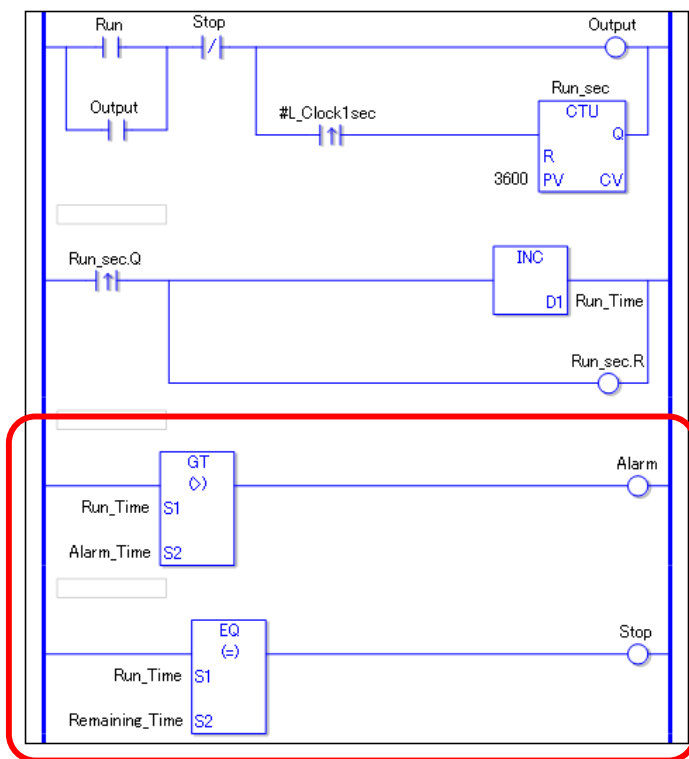 Run Stop Output
Output #L_Clock1sec Run_sec
CTU
Q
R
3600 PV CV
Run_sec.Q INC
D1 Run_Time
Run_sec.R
GT Alarm
(>)
Run_Time S1
Alarm_Time S2
EQ Stop
(=)
Run_Time S1
Remaining_Time S2